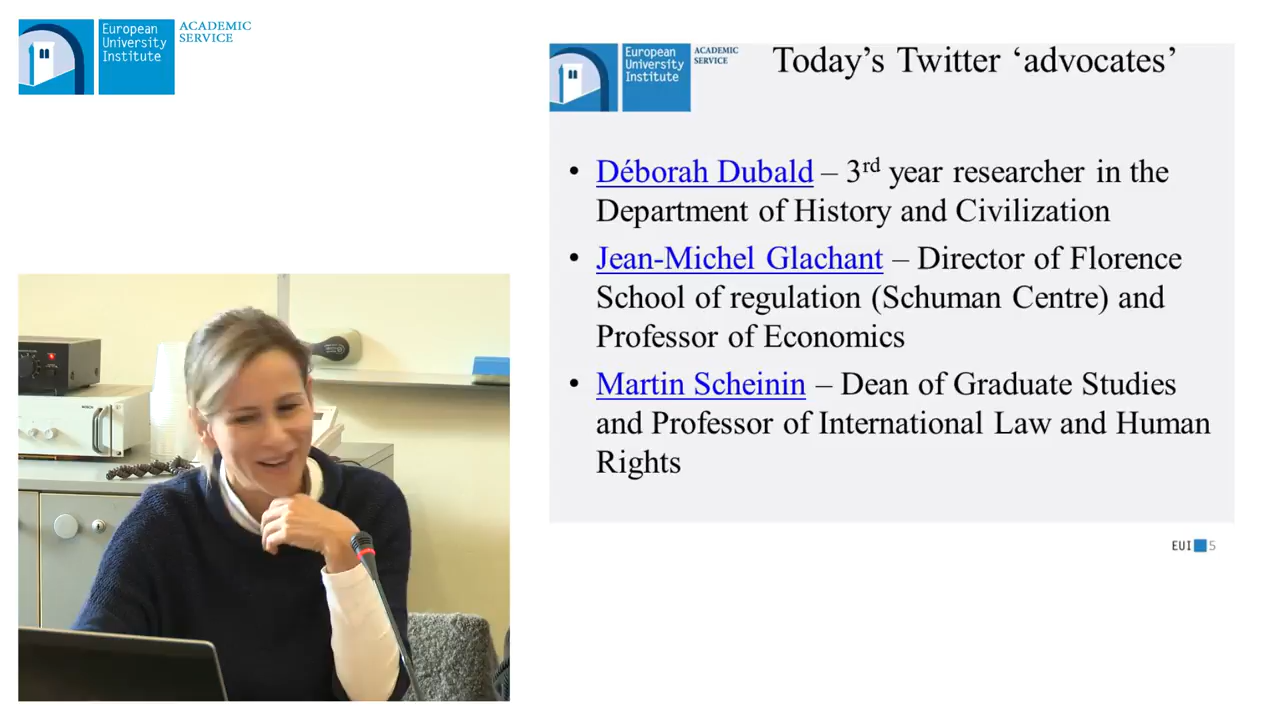 European
University
Institute
ACADEMIC
SERVICE
European
University
Institute
ACADEMIC
SERVICE
Today’s Twitter ‘advocates’
• Déborah Dubald – 3rd year researcher in the
Department of History and Civilization
• Jean-Michel Glachant – Director of Florence
School of regulation (Schuman Centre) and
Professor of Economics
• Martin Scheinin – Dean of Graduate Studies
and Professor of International Law and Human
Rights
EUI 5
BOSCH